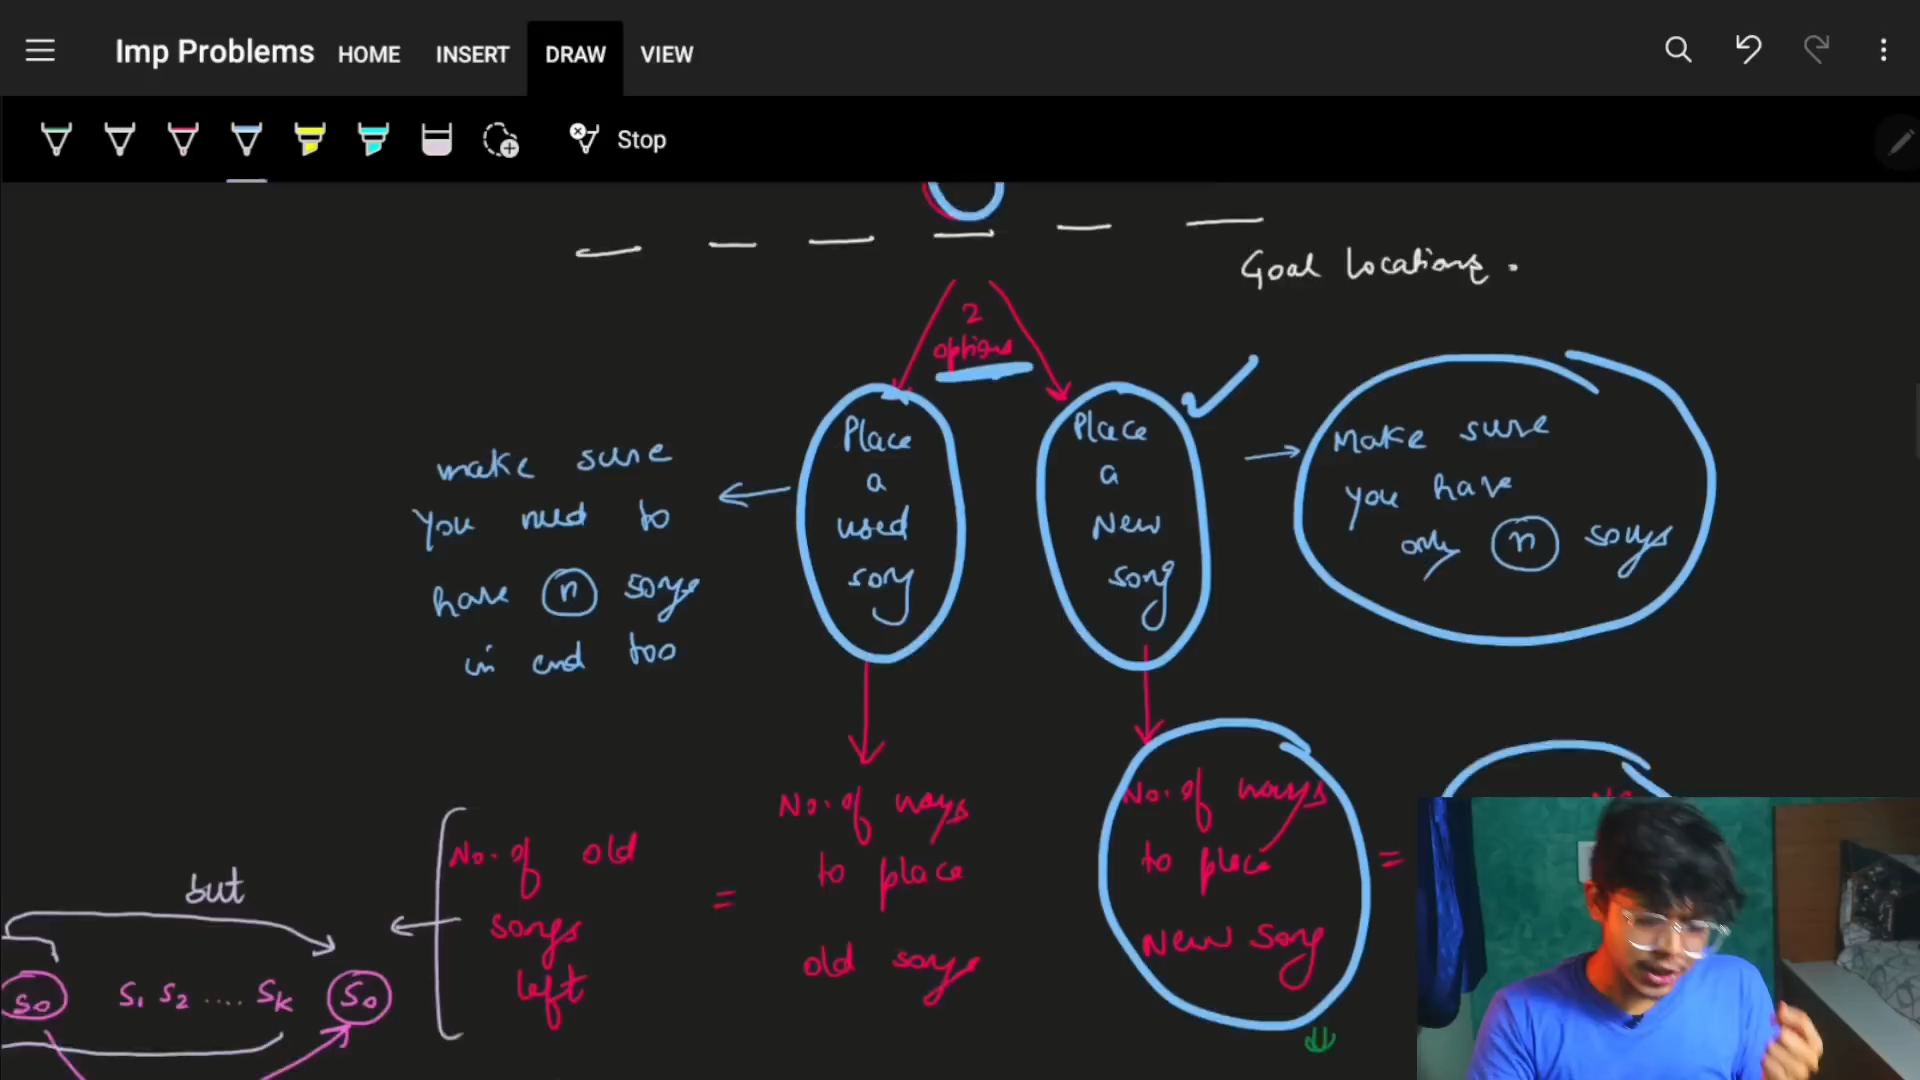 Imp Problems HOME INSERT DRAW VIEW
Stop
Goal locations.
2
options
Place
a
used
song
Place
a
New
song
make sure
you need to
have n songs
in end too
Make sure
you have
only n songs
No. of ways
to place
old songs
No. of ways
to place
New song
=
=
No. of old
songs
left
but
S0 S1 S2 .... SK S0